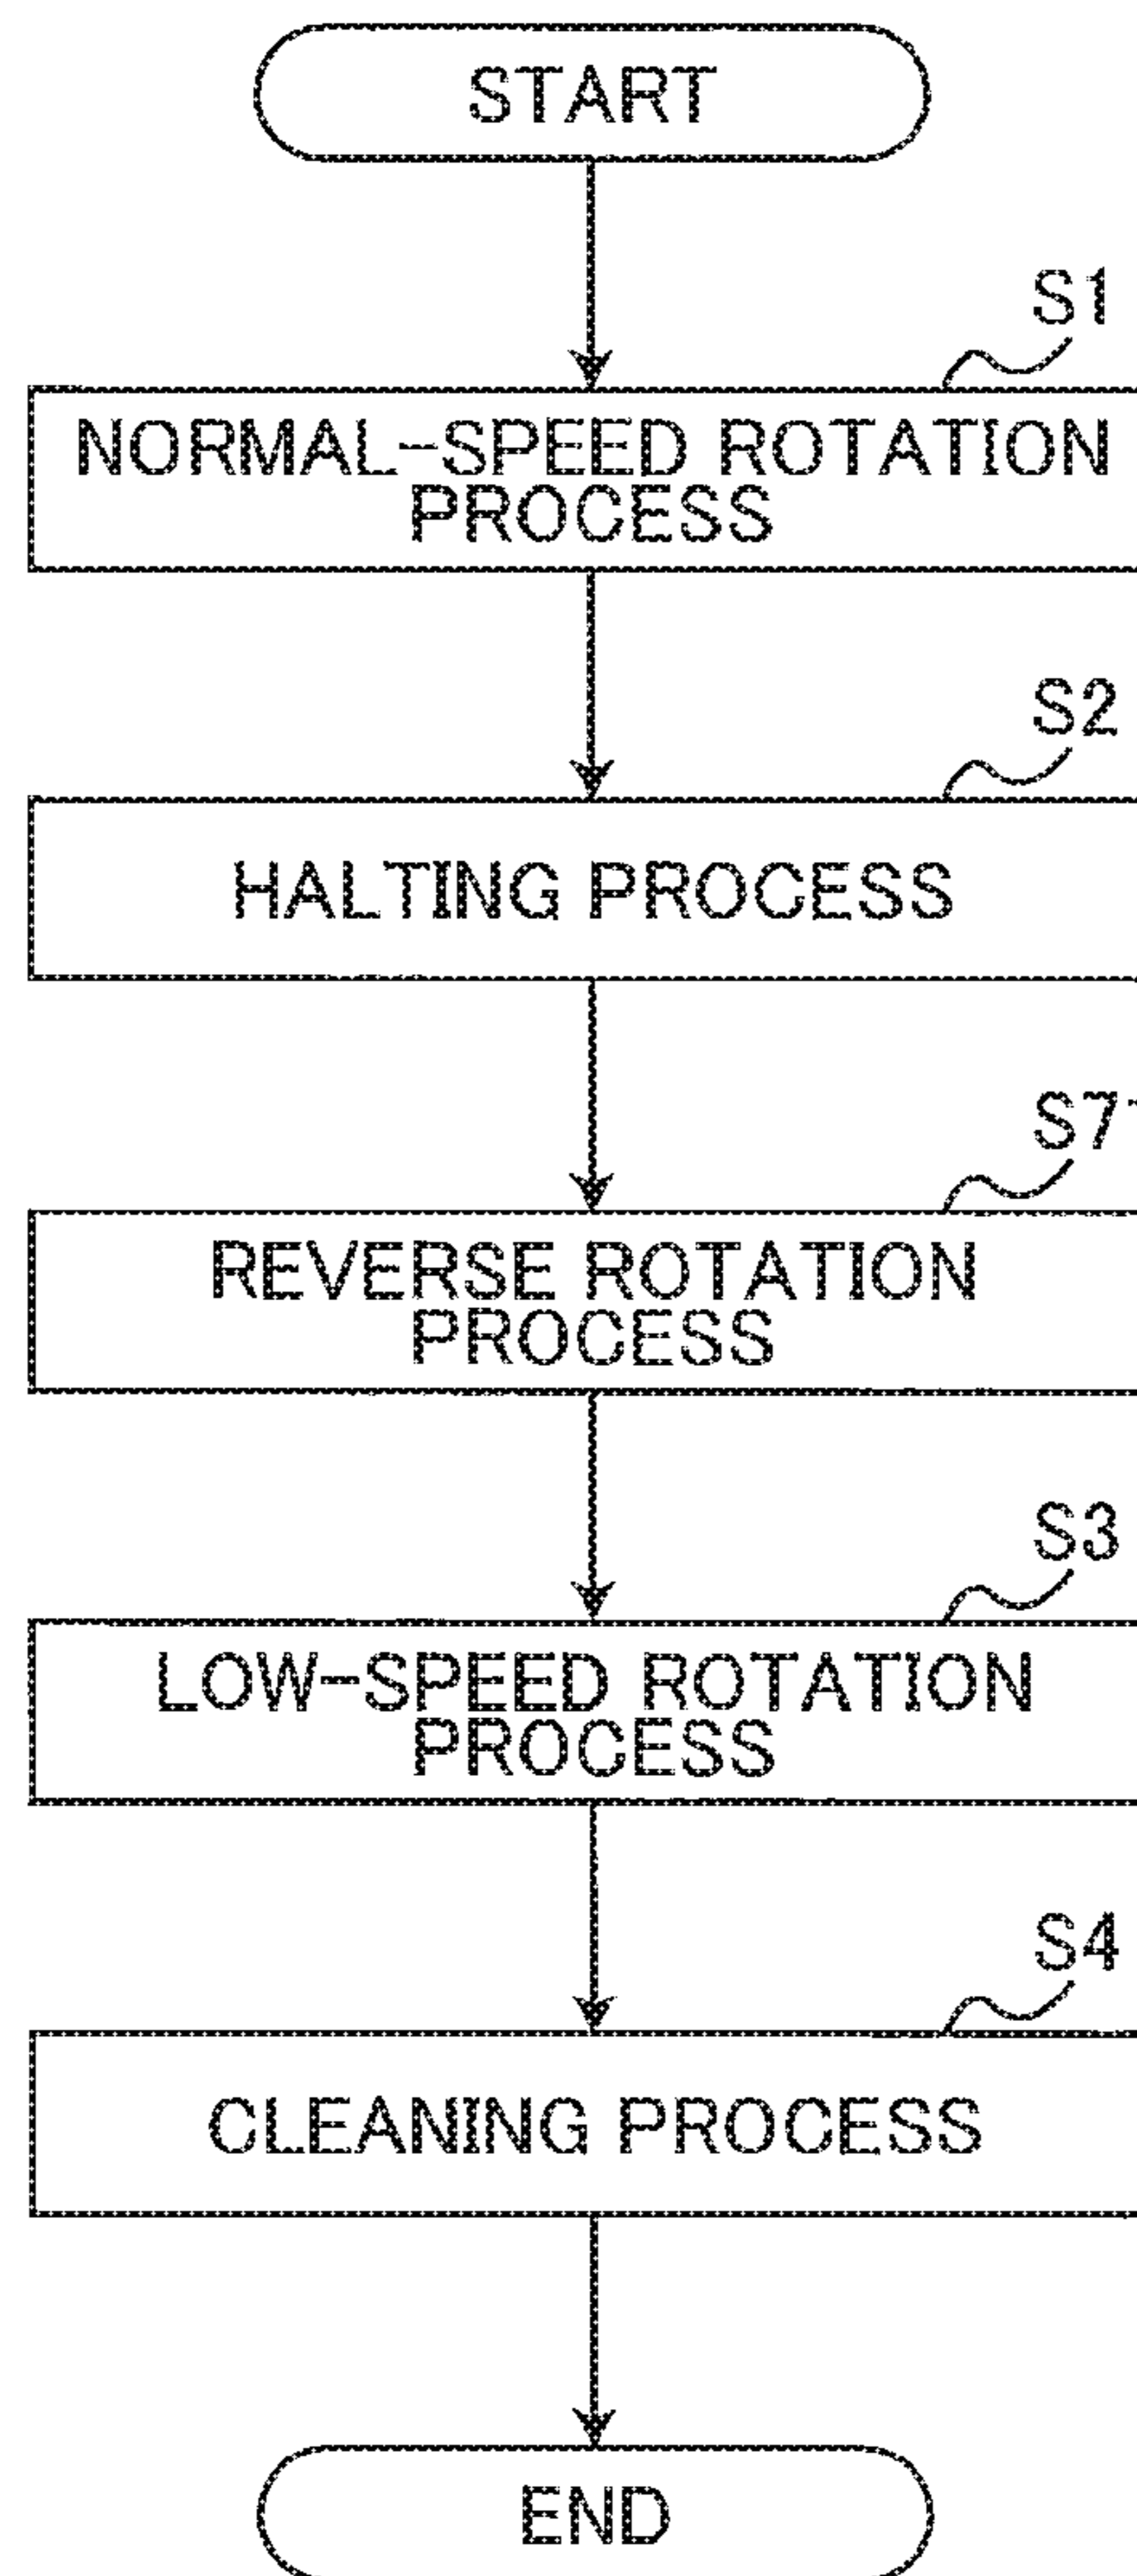 START
S1
NORMAL-SPEED ROTATION
PROCESS
S2
HALTING PROCESS
S7
REVERSE ROTATION
PROCESS
S3
LOW-SPEED ROTATION
PROCESS
S4
CLEANING PROCESS
END